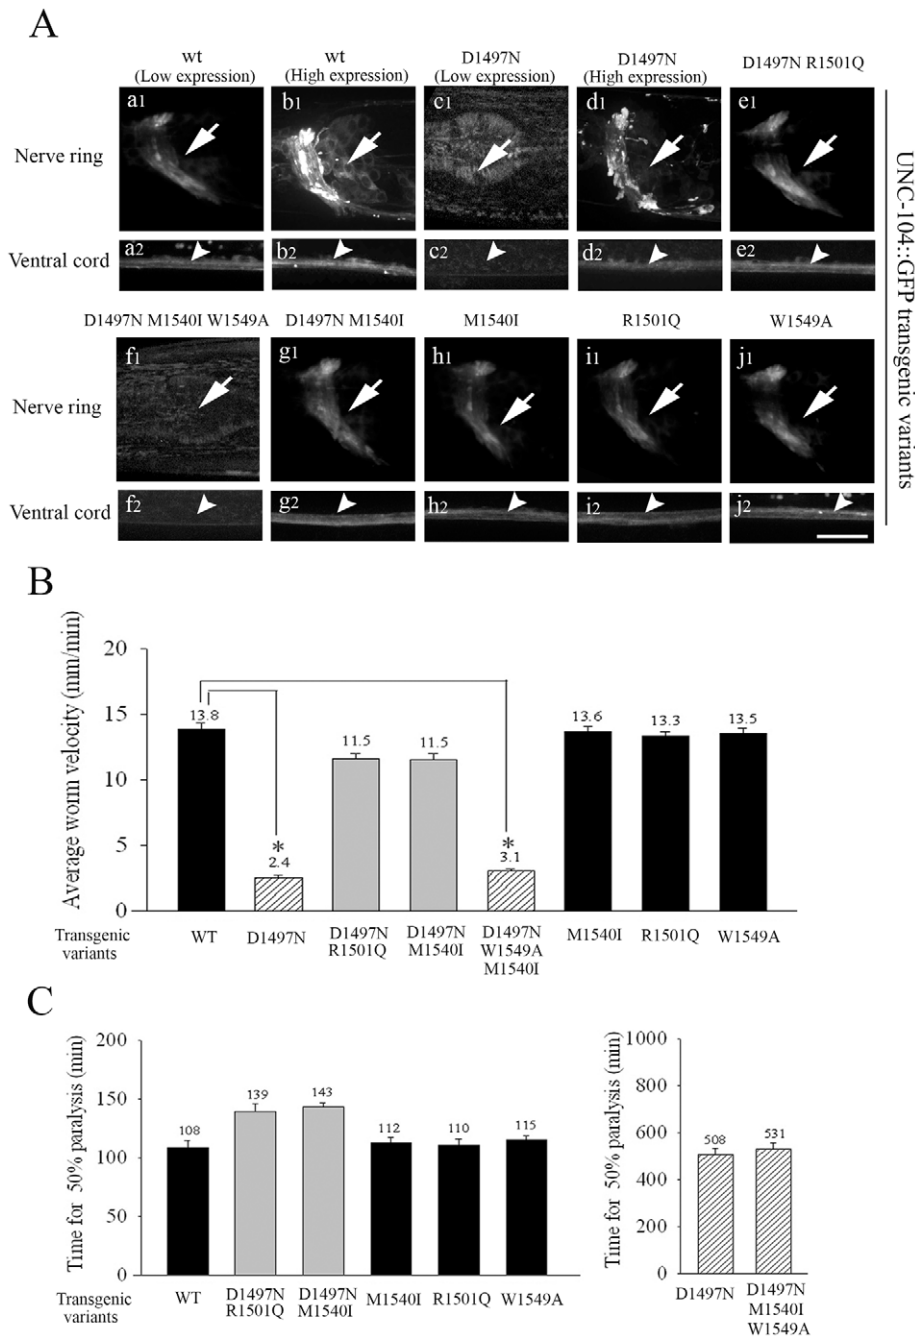 A
wt
(Low expression)
wt
(High expression)
D1497N
(Low expression)
D1497N
(High expression)
D1497N R1501Q
Nerve ring
a1
b1
c1
d1
e1
Ventral cord
a2
b2
c2
d2
e2
D1497N M1540I W1549A
D1497N M1540I
M1540I
R1501Q
W1549A
Nerve ring
f1
g1
h1
i1
j1
Ventral cord
f2
g2
h2
i2
j2
UNC-104::GFP transgenic variants
B
Average worm velocity (mm/min)
20
15
10
5
0
13.8
*
2.4
11.5
11.5
*
3.1
13.6
13.3
13.5
Transgenic
variants
WT
D1497N
D1497N
R1501Q
D1497N
M1540I
D1497N
W1549A
M1540I
M1540I
R1501Q
W1549A
C
Time for 50% paralysis (min)
200
150
100
50
0
108
139
143
112
110
115
Transgenic
variants
WT
D1497N
R1501Q
D1497N
M1540I
M1540I
R1501Q
W1549A
Time for 50% paralysis (min)
1000
800
600
400
200
0
508
531
D1497N
D1497N
M1540I
W1549A